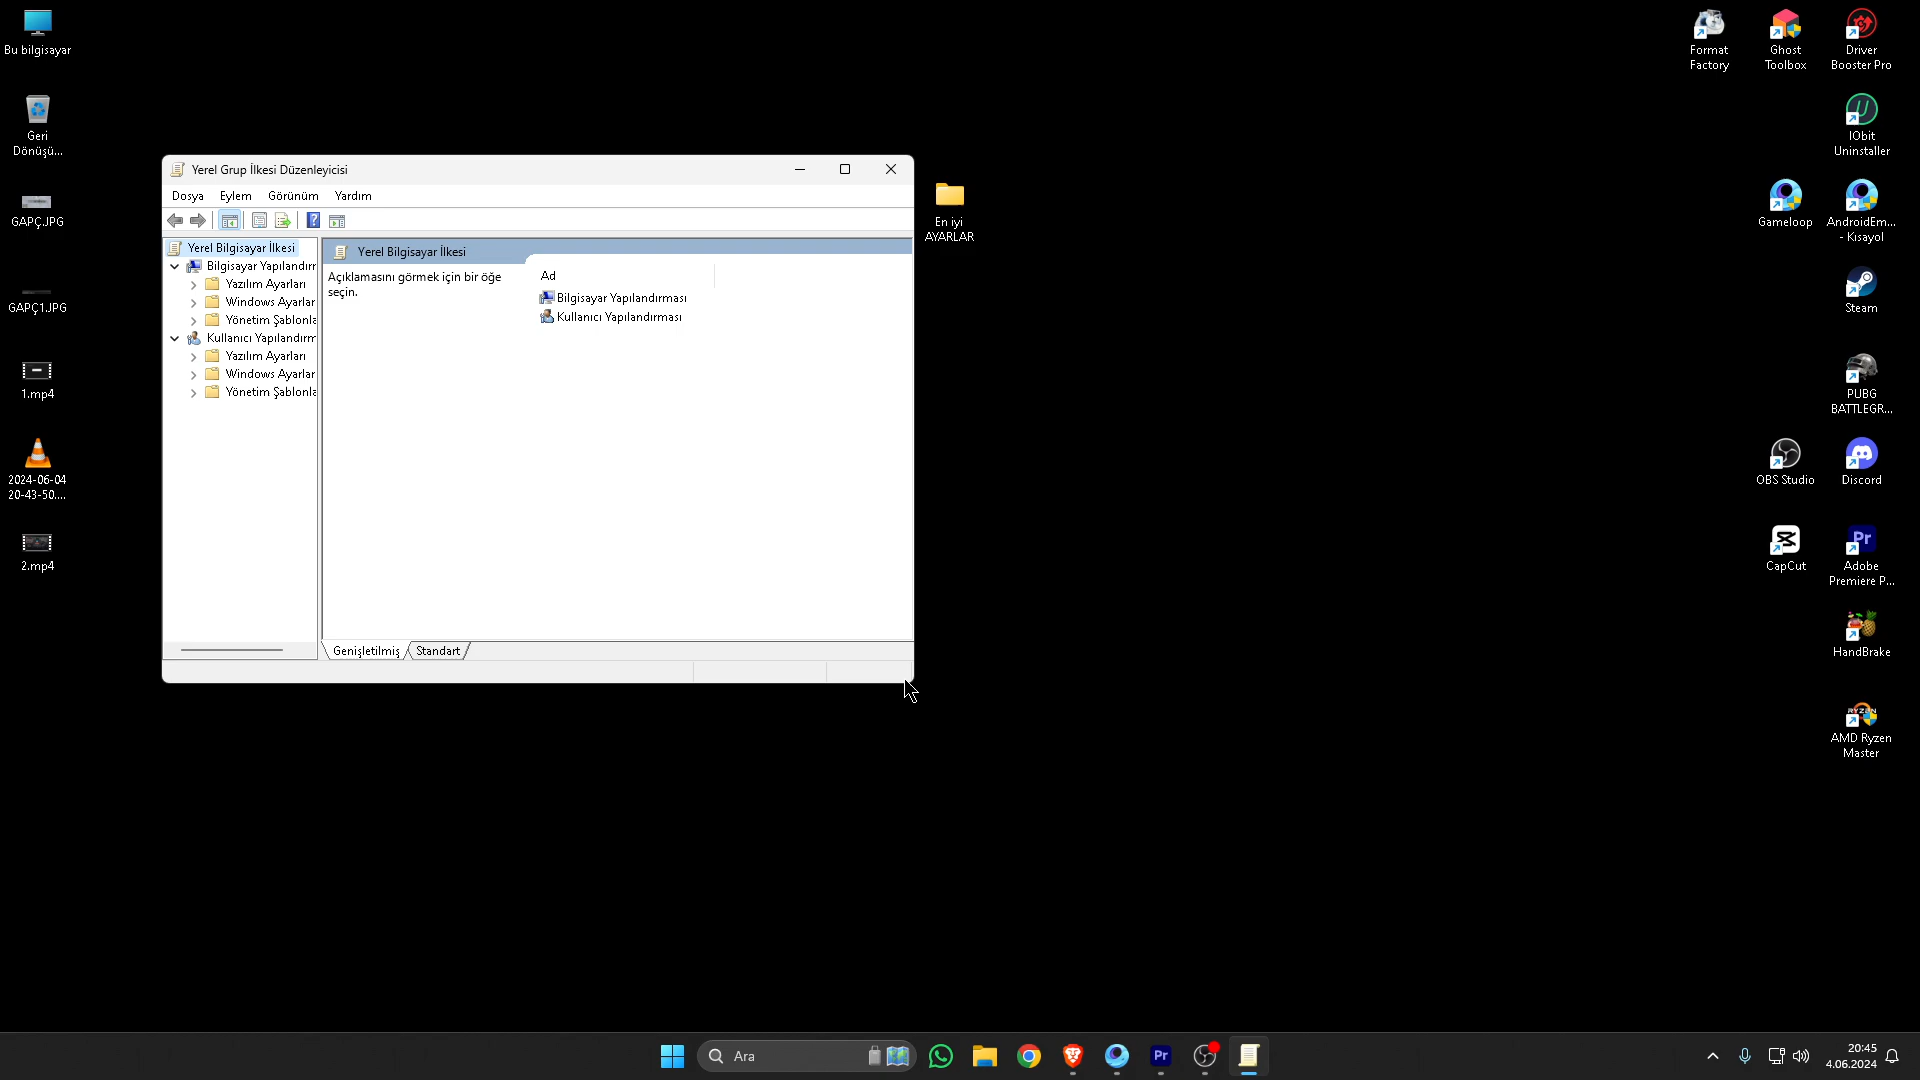 Bu bilgisayar
Geri
Dönüşü...
GAPÇ.JPG
GAPÇ1.JPG
1.mp4
2024-06-04
20-43-50....
2.mp4
Yerel Grup İlkesi Düzenleyicisi
Dosya Eylem Görünüm Yardım
Yerel Bilgisayar İlkesi
Bilgisayar Yapılandırm
Yazılım Ayarları
Windows Ayarlar
Yönetim Şablonla
Kullanıcı Yapılandırm
Yazılım Ayarları
Windows Ayarlar
Yönetim Şablonla
Yerel Bilgisayar İlkesi
Açıklamasını görmek için bir öğe
seçin.
Ad
Bilgisayar Yapılandırması
Kullanıcı Yapılandırması
Genişletilmiş Standart
En iyi
AYARLAR
Format
Factory
Ghost
Toolbox
Driver
Booster Pro
IObit
Uninstaller
Gameloop
AndroidEm...
- Kısayol
Steam
PUBG
BATTLEGR...
OBS Studio
Discord
CapCut
Pr
Adobe
Premiere P...
HandBrake
RYZEN
AMD Ryzen
Master
Ara
Pr
20:45
4.06.2024